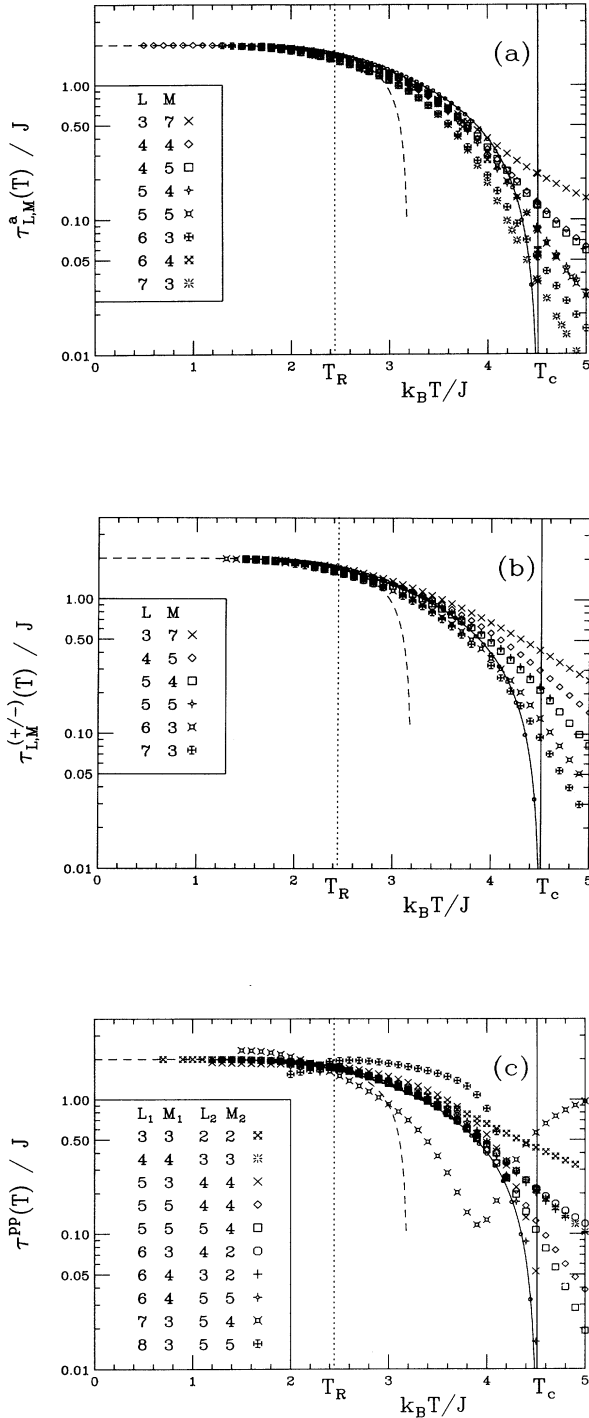 (a)
τᵃ_L,M(T) / J
1.00
0.50
0.10
0.05
0.01
L M
3 7 ×
4 4 ◇
4 5 □
5 4
5 5
6 3
6 4
7 3
0 1 2 3 4 5
T_R T_c
k_BT/J
(b)
τ^(+/-)_L,M(T) / J
1.00
0.50
0.10
0.05
0.01
L M
3 7 ×
4 5 ◇
5 4 □
5 5
6 3
7 3
0 1 2 3 4 5
T_R T_c
k_BT/J
(c)
τ^pp(T) / J
1.00
0.50
0.10
0.05
0.01
L₁ M₁ L₂ M₂
3 3 2 2
4 4 3 3
5 3 4 4 ×
5 5 4 4 ◇
5 5 5 4 □
6 3 4 2 ○
6 4 3 2 +
6 4 5 5
7 3 5 4
8 3 5 5
0 1 2 3 4 5
T_R T_c
k_BT/J